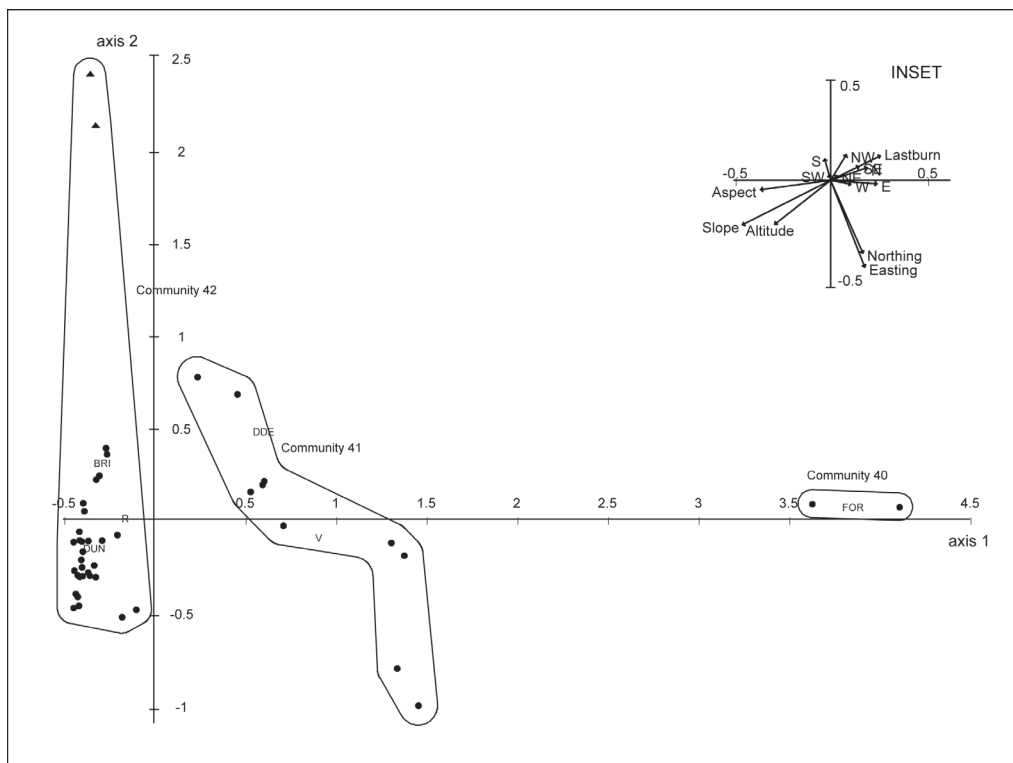 axis 2
2.5
INSET
0.5
2
S
NW
Lastburn
-0.5
SW
NE
SE
0.5
Aspect
W
E
Slope
Altitude
1.5
Northing
Easting
-0.5
Community 42
1
0.5
DDE
Community 41
BRI
Community 40
-0.5
R
0.5
1
1.5
2
2.5
3
3.5
FOR
4
4.5
V
DUN
axis 1
-0.5
-1